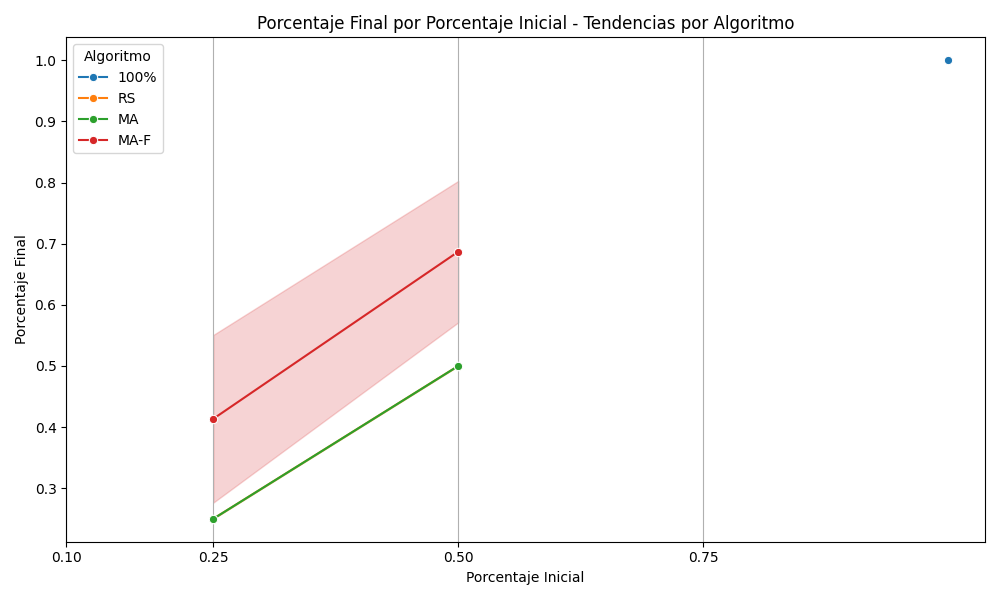 Porcentaje Final por Porcentaje Inicial - Tendencias por Algoritmo
Algoritmo
100%
RS
MA
MA-F
Porcentaje Final
1.0
0.9
0.8
0.7
0.6
0.5
0.4
0.3
0.10
0.25
0.50
0.75
Porcentaje Inicial